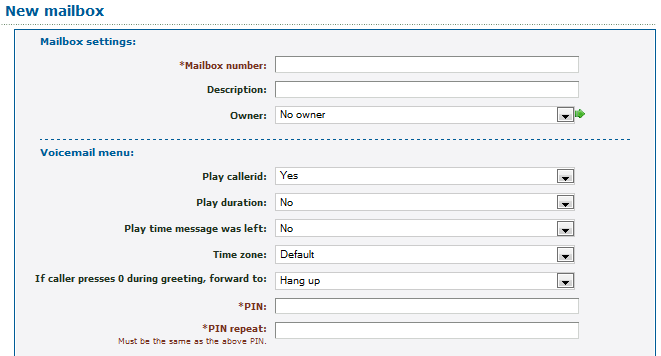 New mailbox
Mailbox settings:
*Mailbox number:
Description:
Owner: No owner
Voicemail menu:
Play callerid: Yes
Play duration: No
Play time message was left: No
Time zone: Default
If caller presses 0 during greeting, forward to: Hang up
*PIN:
*PIN repeat:
Must be the same as the above PIN.